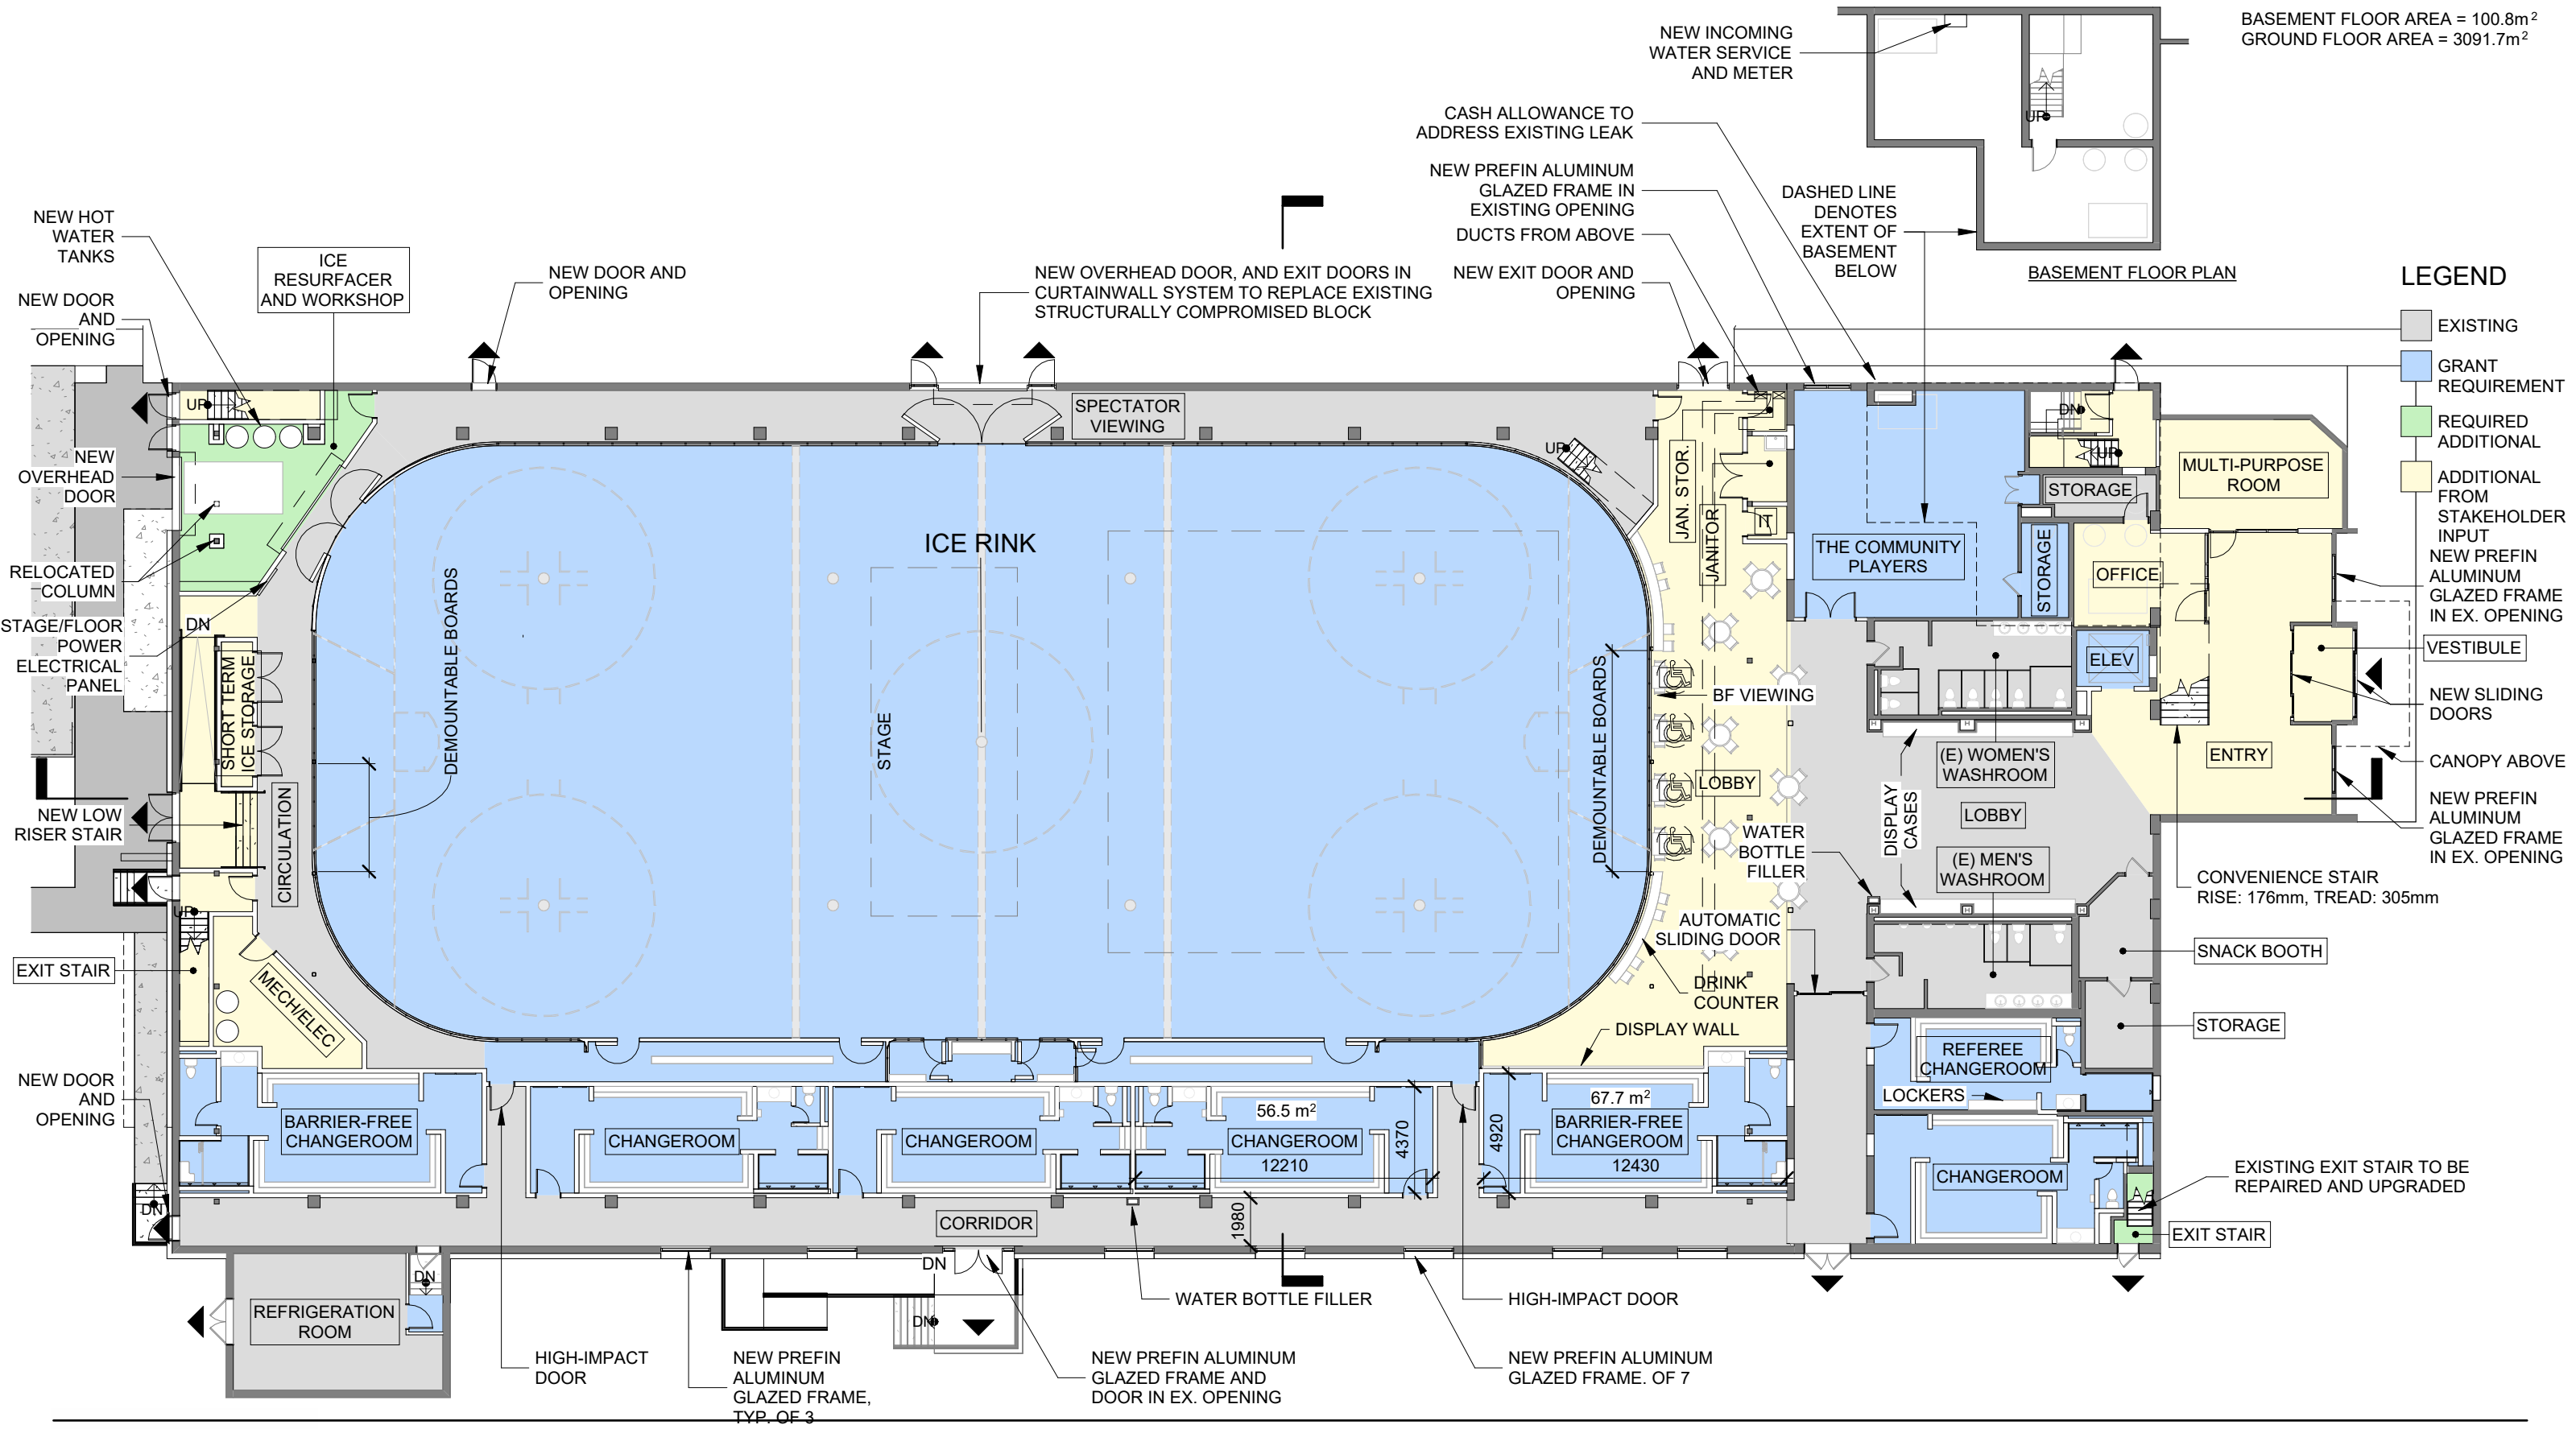 BASEMENT FLOOR AREA = 100.8m²
GROUND FLOOR AREA = 3091.7m²
NEW INCOMING
WATER SERVICE
AND METER
UP
CASH ALLOWANCE TO
ADDRESS EXISTING LEAK
NEW PREFIN ALUMINUM
GLAZED FRAME IN
EXISTING OPENING
DUCTS FROM ABOVE
NEW EXIT DOOR AND
OPENING
DASHED LINE
DENOTES
EXTENT OF
BASEMENT
BELOW
BASEMENT FLOOR PLAN
LEGEND
EXISTING
GRANT
REQUIREMENT
REQUIRED
ADDITIONAL
ADDITIONAL
FROM
STAKEHOLDER
INPUT
NEW HOT
WATER
TANKS
ICE
RESURFACER
AND WORKSHOP
NEW DOOR
AND
OPENING
NEW DOOR AND
OPENING
NEW OVERHEAD DOOR, AND EXIT DOORS IN
CURTAINWALL SYSTEM TO REPLACE EXISTING
STRUCTURALLY COMPROMISED BLOCK
UP
SPECTATOR
VIEWING
UP
JAN. STOR.
JANITOR
IT
DN
UP
STORAGE
MULTI-PURPOSE
ROOM
NEW
OVERHEAD
DOOR
RELOCATED
COLUMN
STAGE/FLOOR
POWER
ELECTRICAL
PANEL
ICE RINK
THE COMMUNITY
PLAYERS
STORAGE
OFFICE
NEW PREFIN
ALUMINUM
GLAZED FRAME
IN EX. OPENING
VESTIBULE
DN
SHORT TERM
ICE STORAGE
DEMOUNTABLE BOARDS
STAGE
DEMOUNTABLE BOARDS
BF VIEWING
ELEV
NEW SLIDING
DOORS
(E) WOMEN'S
WASHROOM
ENTRY
CANOPY ABOVE
LOBBY
NEW LOW
RISER STAIR
CIRCULATION
WATER
BOTTLE
FILLER
DISPLAY
CASES
LOBBY
H
H
H
NEW PREFIN
ALUMINUM
GLAZED FRAME
IN EX. OPENING
(E) MEN'S
WASHROOM
CONVENIENCE STAIR
RISE: 176mm, TREAD: 305mm
UP
H
H
H
AUTOMATIC
SLIDING DOOR
SNACK BOOTH
EXIT STAIR
MECH/ELEC
DRINK
COUNTER
DISPLAY WALL
STORAGE
REFEREE
CHANGEROOM
LOCKERS
NEW DOOR
AND
OPENING
BARRIER-FREE
CHANGEROOM
CHANGEROOM
CHANGEROOM
56.5 m²
CHANGEROOM
12210
4370
4920
67.7 m²
BARRIER-FREE
CHANGEROOM
12430
CHANGEROOM
EXISTING EXIT STAIR TO BE
REPAIRED AND UPGRADED
DN
CORRIDOR
1980
EXIT STAIR
DN
REFRIGERATION
ROOM
DN
DN
WATER BOTTLE FILLER
HIGH-IMPACT DOOR
HIGH-IMPACT
DOOR
NEW PREFIN
ALUMINUM
GLAZED FRAME,
TYP. OF 3
NEW PREFIN ALUMINUM
GLAZED FRAME AND
DOOR IN EX. OPENING
NEW PREFIN ALUMINUM
GLAZED FRAME. OF 7